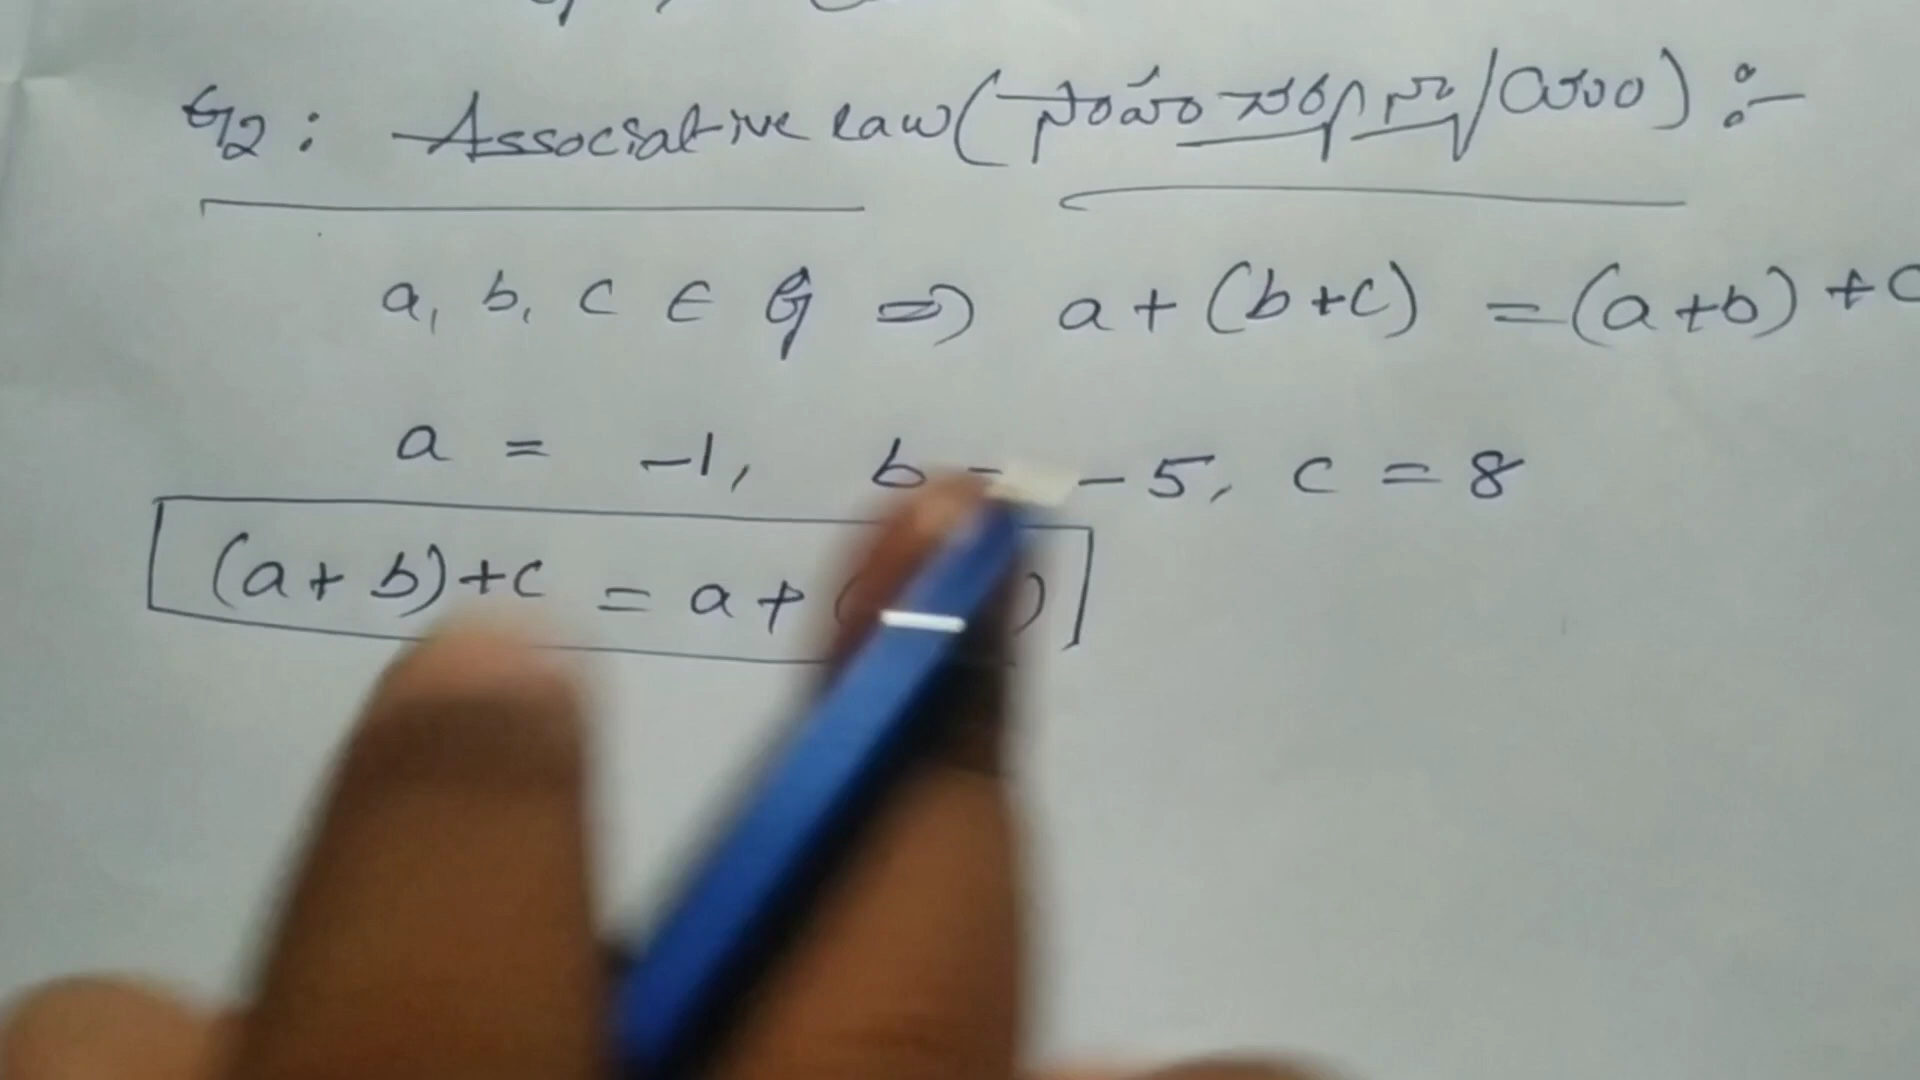 G2 : Associative law ( /
a, b, c ∈ G ⇒ a + (b+c) = (a+b) + c
a = -1, b = -5, c = 8
(a+b)+c = a + ( )